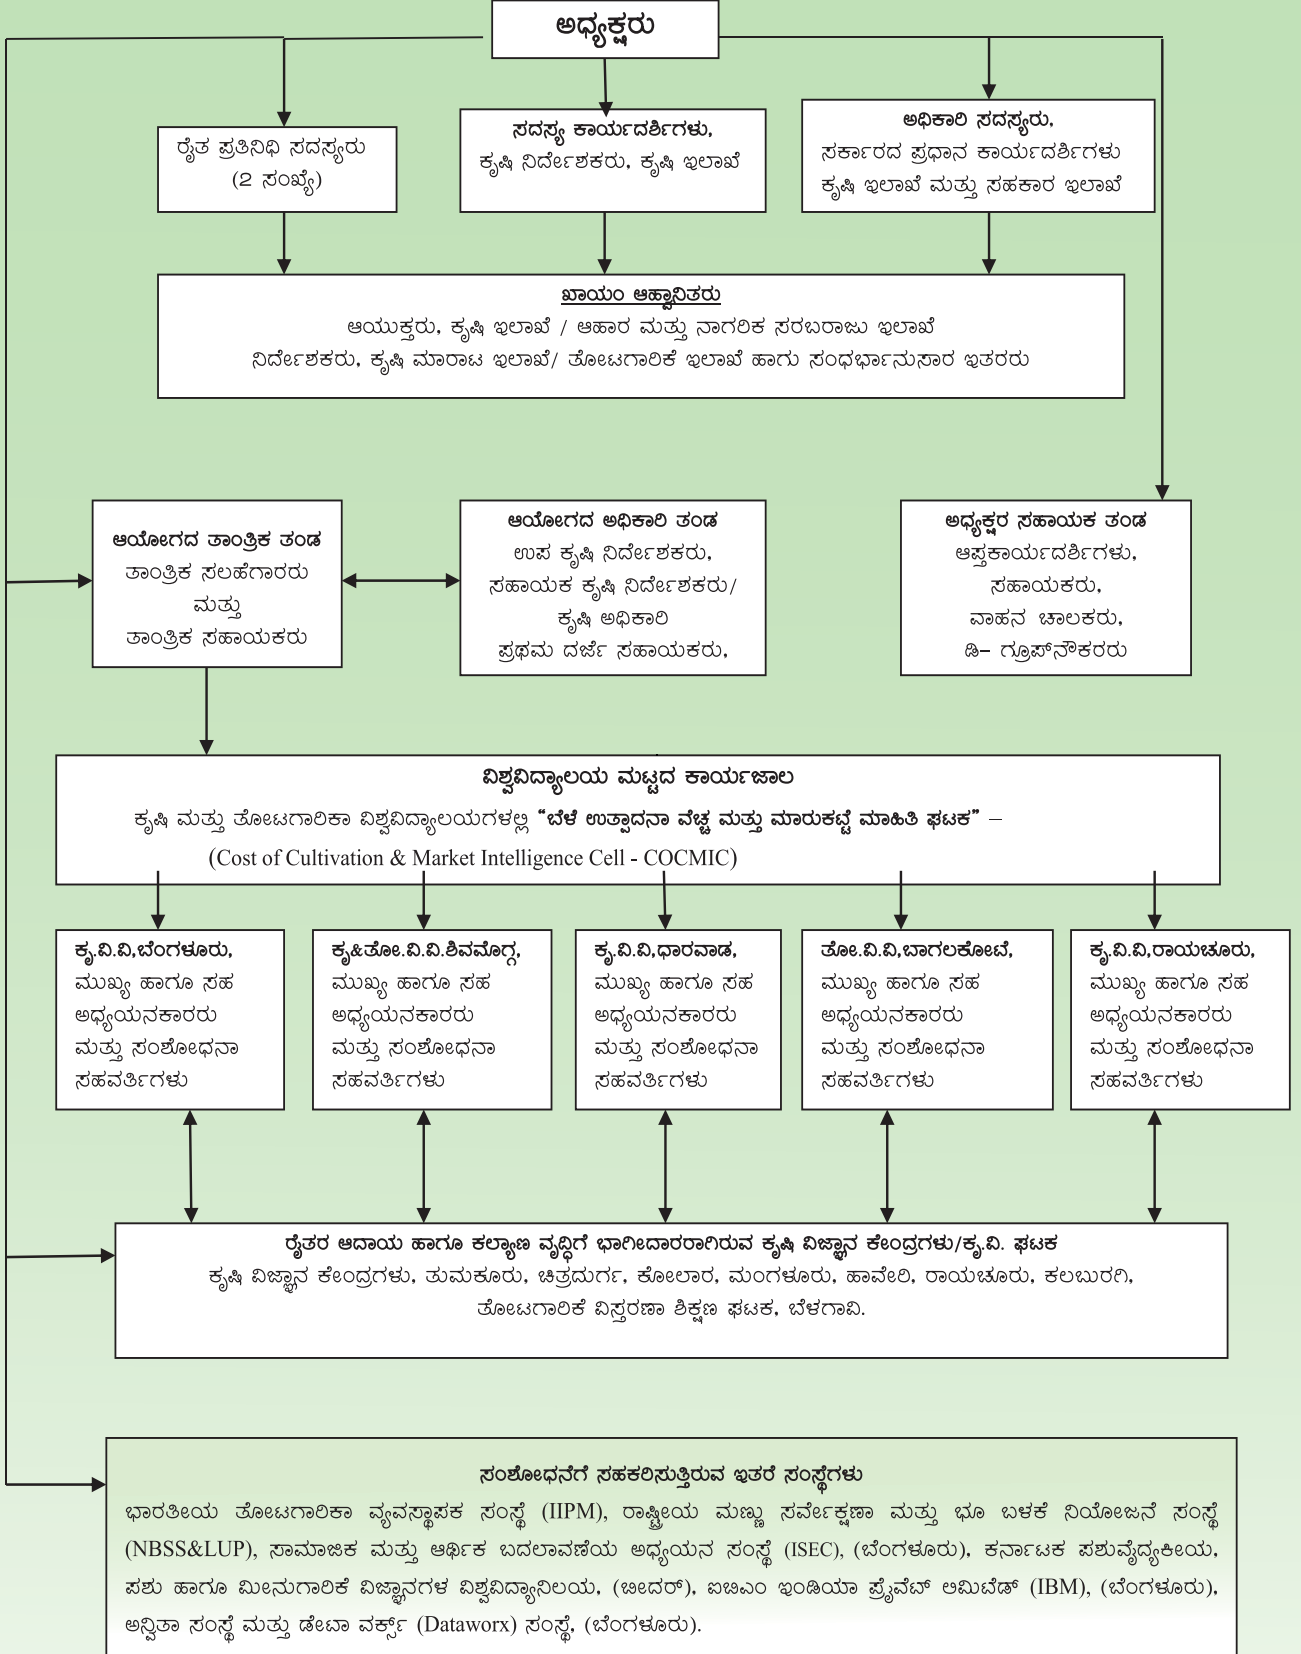 ಅಧ್ಯಕ್ಷರು
ರೈತ ಪ್ರತಿನಿಧಿ ಸದಸ್ಯರು
(2 ಸಂಖ್ಯೆ)
ಸದಸ್ಯ ಕಾರ್ಯದರ್ಶಿಗಳು,
ಕೃಷಿ ನಿರ್ದೇಶಕರು, ಕೃಷಿ ಇಲಾಖೆ
ಅಧಿಕಾರಿ ಸದಸ್ಯರು,
ಸರ್ಕಾರದ ಪ್ರಧಾನ ಕಾರ್ಯದರ್ಶಿಗಳು
ಕೃಷಿ ಇಲಾಖೆ ಮತ್ತು ಸಹಕಾರ ಇಲಾಖೆ
ಖಾಯಂ ಆಹ್ವಾನಿತರು
ಆಯುಕ್ತರು, ಕೃಷಿ ಇಲಾಖೆ / ಆಹಾರ ಮತ್ತು ನಾಗರಿಕ ಸರಬರಾಜು ಇಲಾಖೆ
ನಿರ್ದೇಶಕರು, ಕೃಷಿ ಮಾರಾಟ ಇಲಾಖೆ/ ತೋಟಗಾರಿಕೆ ಇಲಾಖೆ ಹಾಗು ಸಂಧರ್ಭಾನುಸಾರ ಇತರರು
ಆಯೋಗದ ತಾಂತ್ರಿಕ ತಂಡ
ತಾಂತ್ರಿಕ ಸಲಹೆಗಾರರು
ಮತ್ತು
ತಾಂತ್ರಿಕ ಸಹಾಯಕರು
ಆಯೋಗದ ಅಧಿಕಾರಿ ತಂಡ
ಉಪ ಕೃಷಿ ನಿರ್ದೇಶಕರು,
ಸಹಾಯಕ ಕೃಷಿ ನಿರ್ದೇಶಕರು/
ಕೃಷಿ ಅಧಿಕಾರಿ
ಪ್ರಥಮ ದರ್ಜೆ ಸಹಾಯಕರು,
ಅಧ್ಯಕ್ಷರ ಸಹಾಯಕ ತಂಡ
ಆಪ್ತಕಾರ್ಯದರ್ಶಿಗಳು,
ಸಹಾಯಕರು,
ವಾಹನ ಚಾಲಕರು,
ಡಿ– ಗ್ರೂಪ್‌ನೌಕರರು
ವಿಶ್ವವಿದ್ಯಾಲಯ ಮಟ್ಟದ ಕಾರ್ಯಜಾಲ
ಕೃಷಿ ಮತ್ತು ತೋಟಗಾರಿಕಾ ವಿಶ್ವವಿದ್ಯಾಲಯಗಳಲ್ಲಿ “ಬೆಳೆ ಉತ್ಪಾದನಾ ವೆಚ್ಚ ಮತ್ತು ಮಾರುಕಟ್ಟೆ ಮಾಹಿತಿ ಘಟಕ” –
(Cost of Cultivation & Market Intelligence Cell - COCMIC)
ಕೃ.ವಿ.ವಿ,ಬೆಂಗಳೂರು,
ಮುಖ್ಯ ಹಾಗೂ ಸಹ
ಅಧ್ಯಯನಕಾರರು
ಮತ್ತು ಸಂಶೋಧನಾ
ಸಹವರ್ತಿಗಳು
ಕೃ&ತೋ.ವಿ.ವಿ.ಶಿವಮೊಗ್ಗ,
ಮುಖ್ಯ ಹಾಗೂ ಸಹ
ಅಧ್ಯಯನಕಾರರು
ಮತ್ತು ಸಂಶೋಧನಾ
ಸಹವರ್ತಿಗಳು
ಕೃ.ವಿ.ವಿ,ಧಾರವಾಡ,
ಮುಖ್ಯ ಹಾಗೂ ಸಹ
ಅಧ್ಯಯನಕಾರರು
ಮತ್ತು ಸಂಶೋಧನಾ
ಸಹವರ್ತಿಗಳು
ತೋ.ವಿ.ವಿ,ಬಾಗಲಕೋಟೆ,
ಮುಖ್ಯ ಹಾಗೂ ಸಹ
ಅಧ್ಯಯನಕಾರರು
ಮತ್ತು ಸಂಶೋಧನಾ
ಸಹವರ್ತಿಗಳು
ಕೃ.ವಿ.ವಿ,ರಾಯಚೂರು,
ಮುಖ್ಯ ಹಾಗೂ ಸಹ
ಅಧ್ಯಯನಕಾರರು
ಮತ್ತು ಸಂಶೋಧನಾ
ಸಹವರ್ತಿಗಳು
ರೈತರ ಆದಾಯ ಹಾಗೂ ಕಲ್ಯಾಣ ವೃದ್ಧಿಗೆ ಭಾಗೀದಾರರಾಗಿರುವ ಕೃಷಿ ವಿಜ್ಞಾನ ಕೇಂದ್ರಗಳು/ಕೃ.ವಿ. ಘಟಕ
ಕೃಷಿ ವಿಜ್ಞಾನ ಕೇಂದ್ರಗಳು, ತುಮಕೂರು, ಚಿತ್ರದುರ್ಗ, ಕೋಲಾರ, ಮಂಗಳೂರು, ಹಾವೇರಿ, ರಾಯಚೂರು, ಕಲಬುರಗಿ,
ತೋಟಗಾರಿಕೆ ವಿಸ್ತರಣಾ ಶಿಕ್ಷಣ ಘಟಕ, ಬೆಳಗಾವಿ.
ಸಂಶೋಧನೆಗೆ ಸಹಕರಿಸುತ್ತಿರುವ ಇತರೆ ಸಂಸ್ಥೆಗಳು
ಭಾರತೀಯ ತೋಟಗಾರಿಕಾ ವ್ಯವಸ್ಥಾಪಕ ಸಂಸ್ಥೆ (IIPM), ರಾಷ್ಟ್ರೀಯ ಮಣ್ಣು ಸರ್ವೇಕ್ಷಣಾ ಮತ್ತು ಭೂ ಬಳಕೆ ನಿಯೋಜನೆ ಸಂಸ್ಥೆ
(NBSS&LUP), ಸಾಮಾಜಿಕ ಮತ್ತು ಆರ್ಥಿಕ ಬದಲಾವಣೆಯ ಅಧ್ಯಯನ ಸಂಸ್ಥೆ (ISEC), (ಬೆಂಗಳೂರು), ಕರ್ನಾಟಕ ಪಶುವೈದ್ಯಕೀಯ,
ಪಶು ಹಾಗೂ ಮೀನುಗಾರಿಕೆ ವಿಜ್ಞಾನಗಳ ವಿಶ್ವವಿದ್ಯಾನಿಲಯ, (ಬೀದರ್), ಐಬಿಎಂ ಇಂಡಿಯಾ ಪ್ರೈವೆಟ್ ಲಿಮಿಟೆಡ್ (IBM), (ಬೆಂಗಳೂರು),
ಅನ್ವಿತಾ ಸಂಸ್ಥೆ ಮತ್ತು ಡೇಟಾ ವರ್ಕ್ಸ್ (Dataworx) ಸಂಸ್ಥೆ, (ಬೆಂಗಳೂರು).